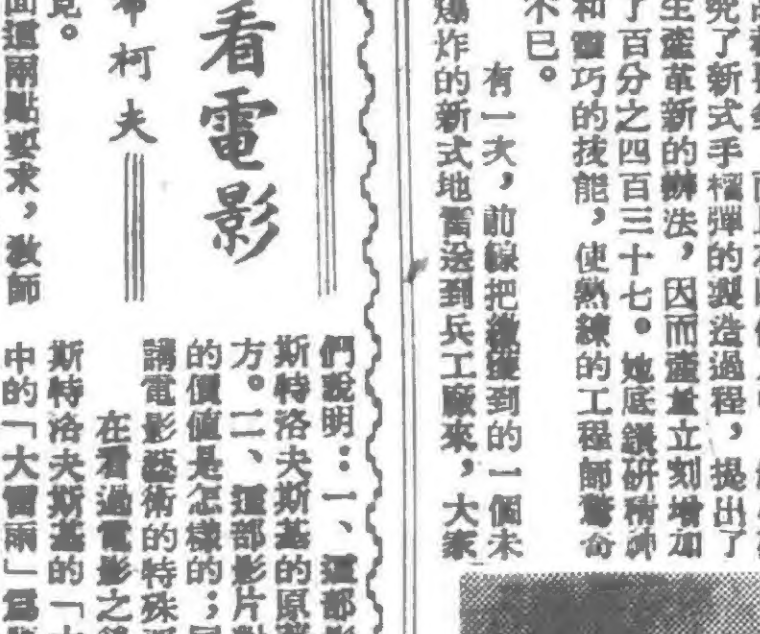 究了新式手榴彈的製造過程，提出了
生產革新的辦法，因而產量立刻增加
了百分之四百三十七。她底鑽研精神
和靈巧的技能，使熟練的工程師驚奇
不已。
有一次，前線把繳獲到的一個未
爆炸的新式地雷送到兵工廠來，大家
看電影
布柯夫
見。
面這兩點要求，教師
們說明：一、這部影
斯特洛夫斯基的原著
方。二、這部影片對
的價値是怎樣的；同
講電影藝術的特殊
在看過電影之後
斯特洛夫斯基的「大
中的「大雷雨」爲